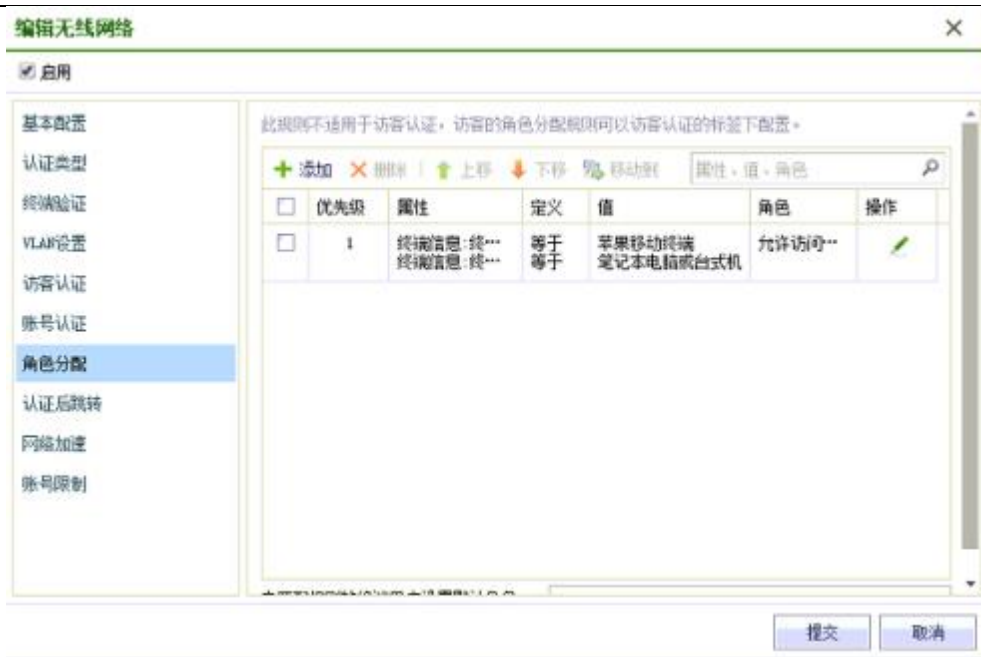 编辑无线网络
启用
基本配置
认证类型
终端验证
VLAN设置
访客认证
账号认证
角色分配
认证后跳转
网络加速
账号限制
此规则不适用于访客认证，访客的角色分配规则可以访客认证的标签下配置。
添加 删除 上移 下移 移动到 属性、值、角色
优先级 属性 定义 值 角色 操作
1 终端信息:终… 等于 苹果移动终端 允许访问…
终端信息:终… 等于 笔记本电脑或台式机
提交 取消